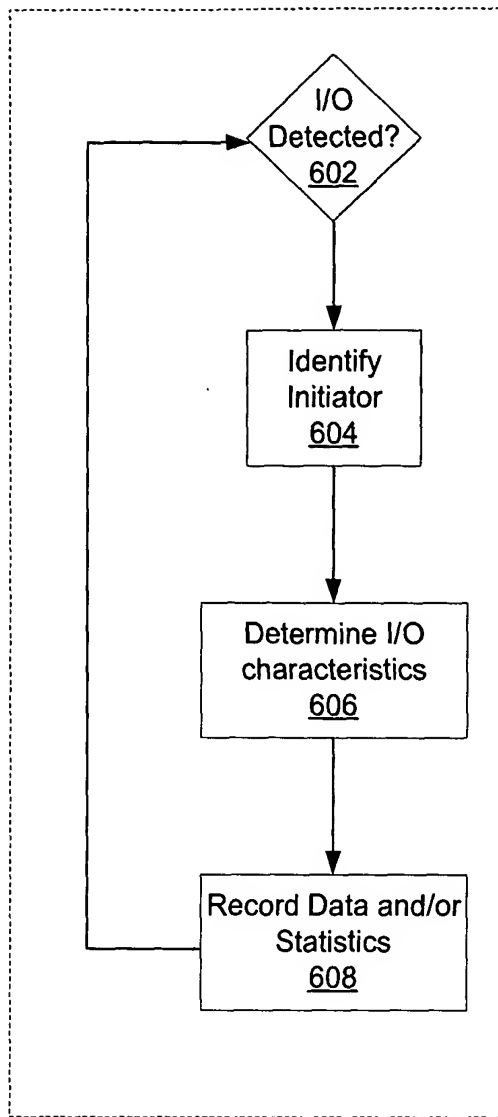 I/O
Detected?
602
Identify
Initiator
604
Determine I/O
characteristics
606
Record Data and/or
Statistics
608